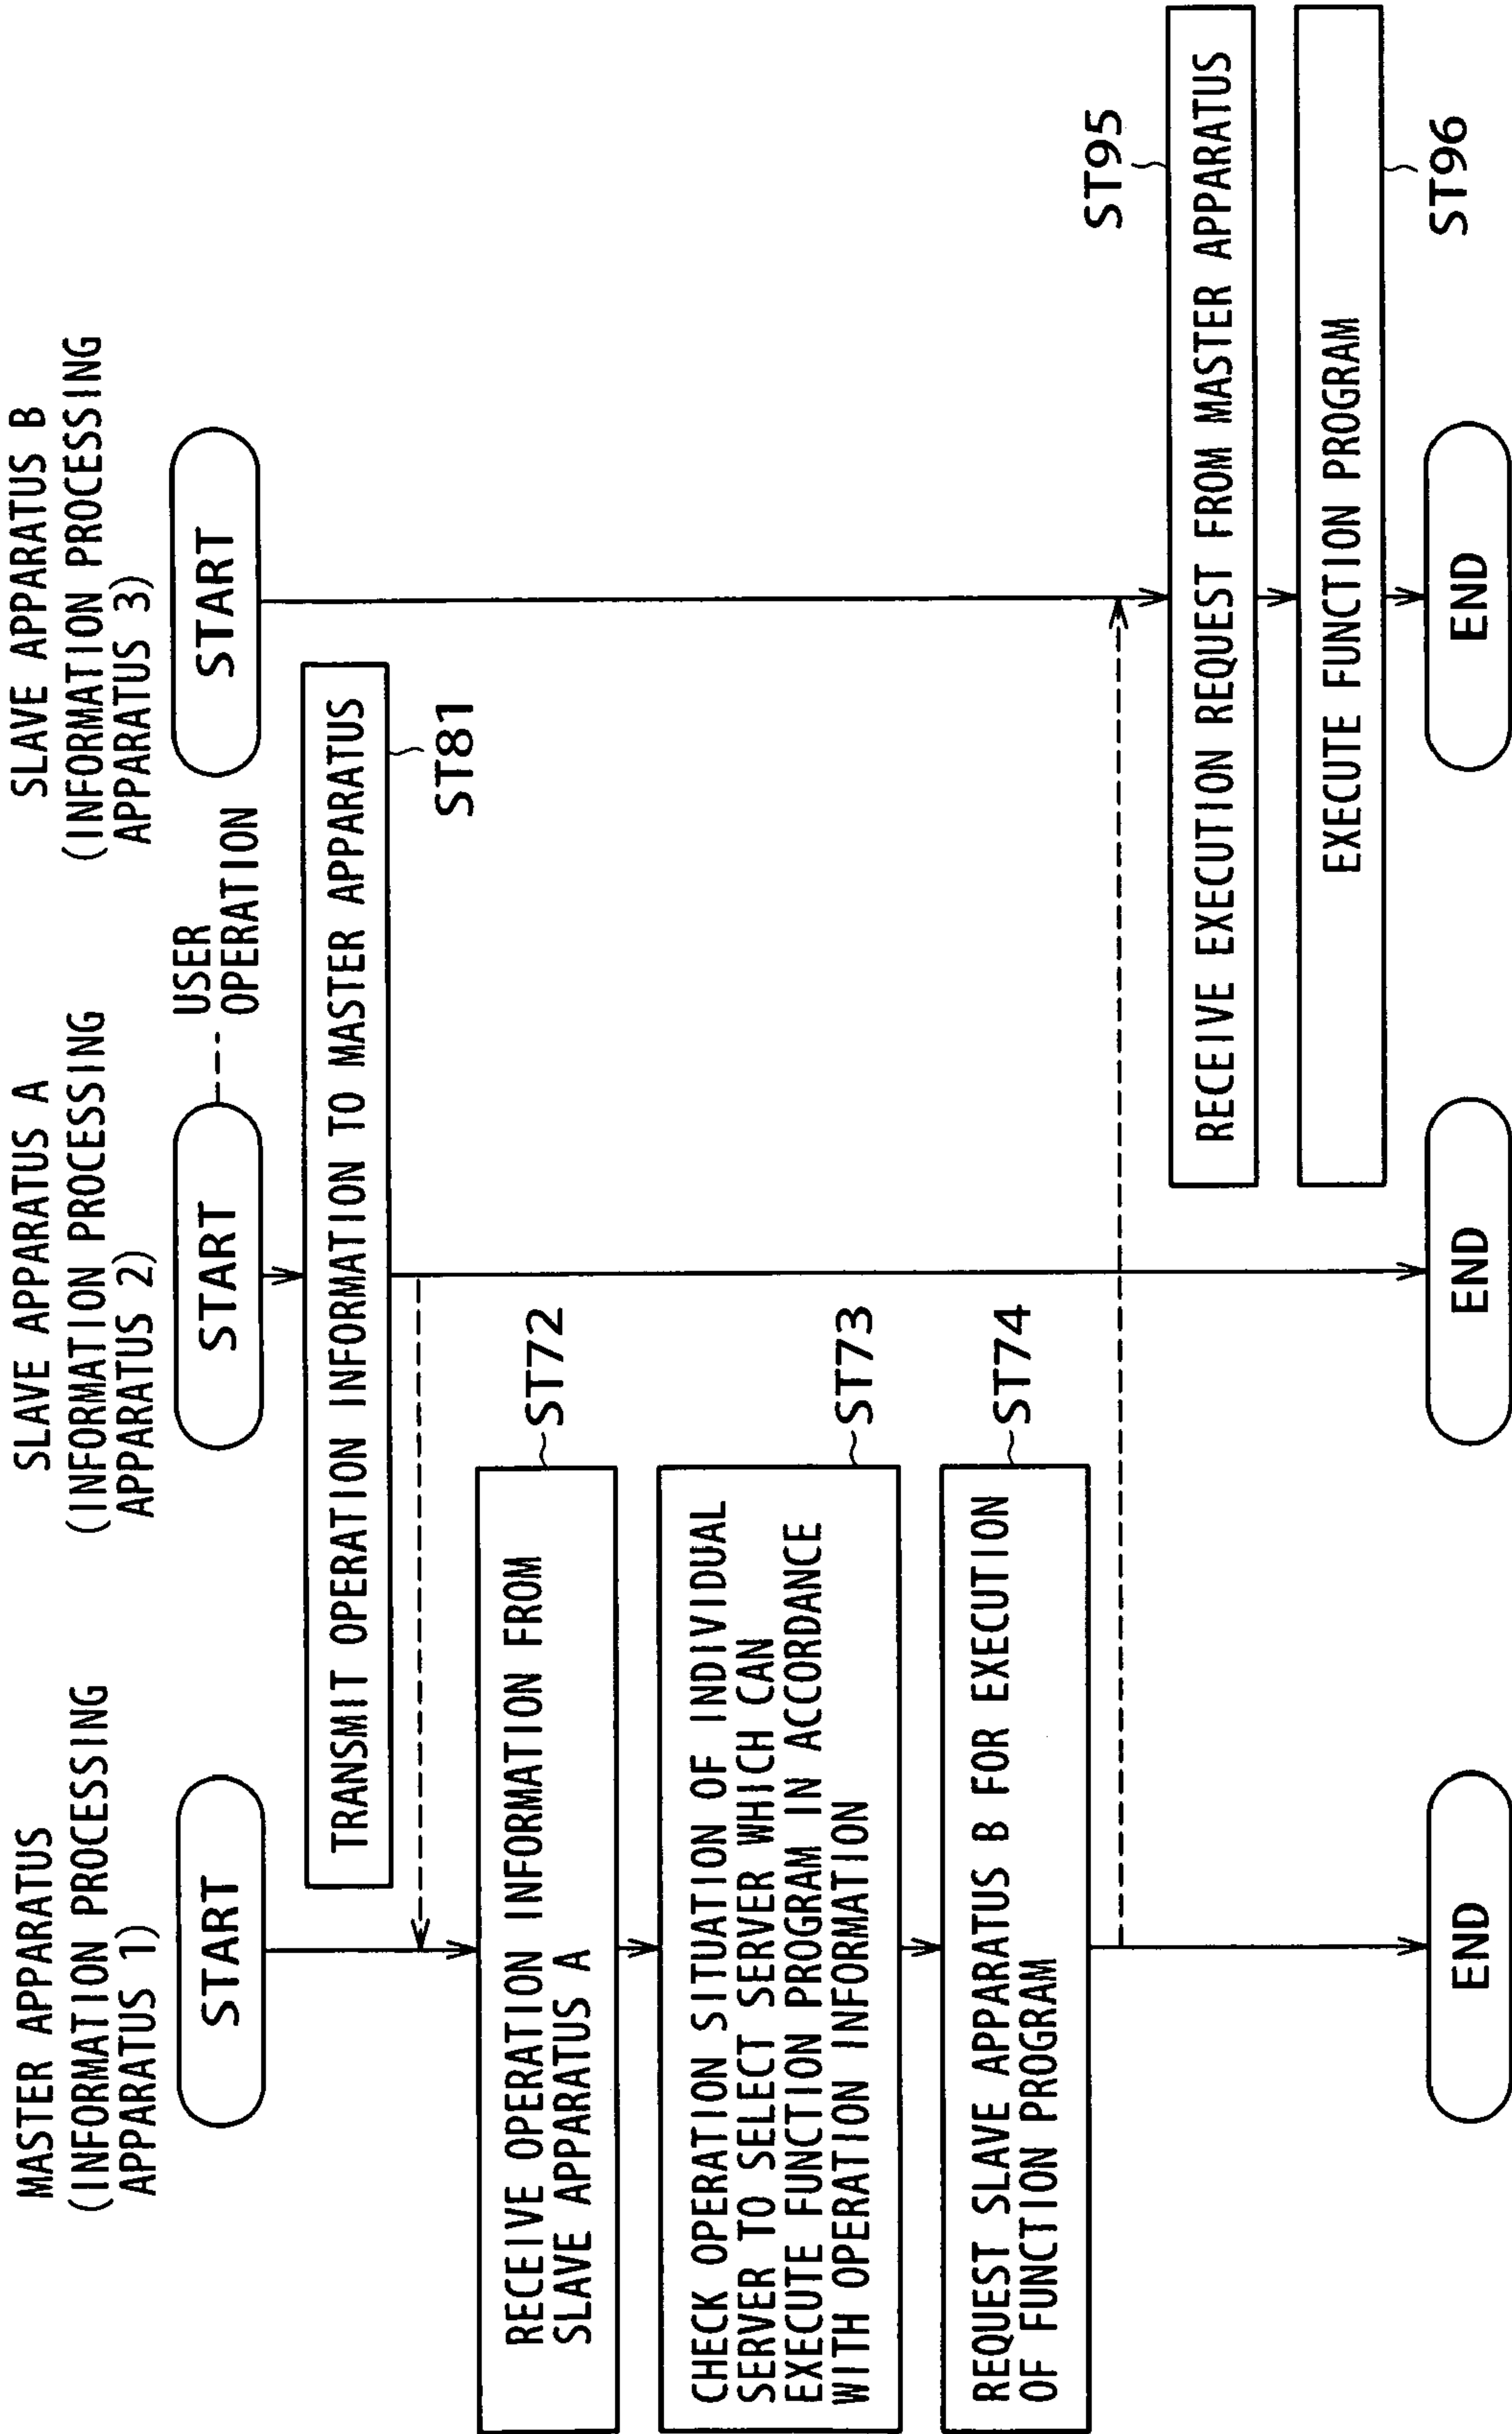 MASTER APPARATUS
(INFORMATION PROCESSING
APPARATUS 1)
SLAVE APPARATUS A
(INFORMATION PROCESSING
APPARATUS 2)
SLAVE APPARATUS B
(INFORMATION PROCESSING
APPARATUS 3)
START
START
USER
OPERATION
START
TRANSMIT OPERATION INFORMATION TO MASTER APPARATUS
ST81
RECEIVE OPERATION INFORMATION FROM
SLAVE APPARATUS A
ST72
CHECK OPERATION SITUATION OF INDIVIDUAL
SERVER TO SELECT SERVER WHICH CAN
EXECUTE FUNCTION PROGRAM IN ACCORDANCE
WITH OPERATION INFORMATION
ST73
REQUEST SLAVE APPARATUS B FOR EXECUTION
OF FUNCTION PROGRAM
ST74
ST95
RECEIVE EXECUTION REQUEST FROM MASTER APPARATUS
EXECUTE FUNCTION PROGRAM
ST96
END
END
END